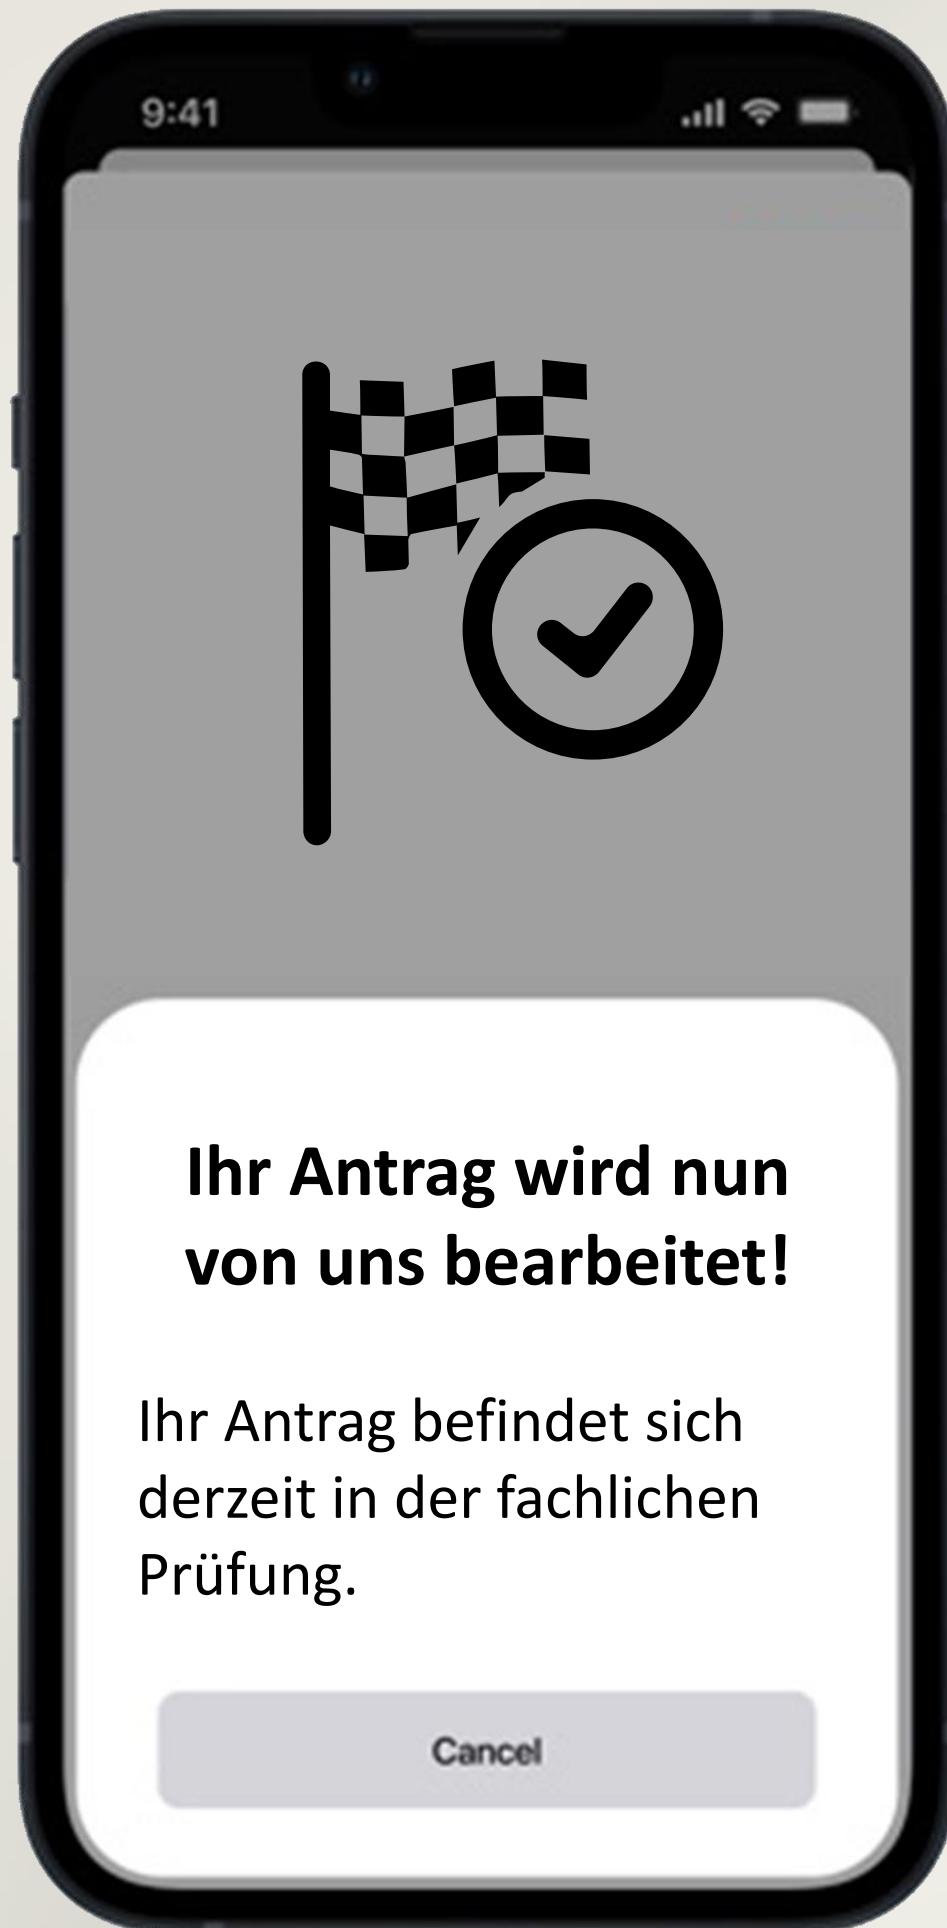 9:41
Ihr Antrag wird nun
von uns bearbeitet!
Ihr Antrag befindet sich
derzeit in der fachlichen
Prüfung.
Cancel